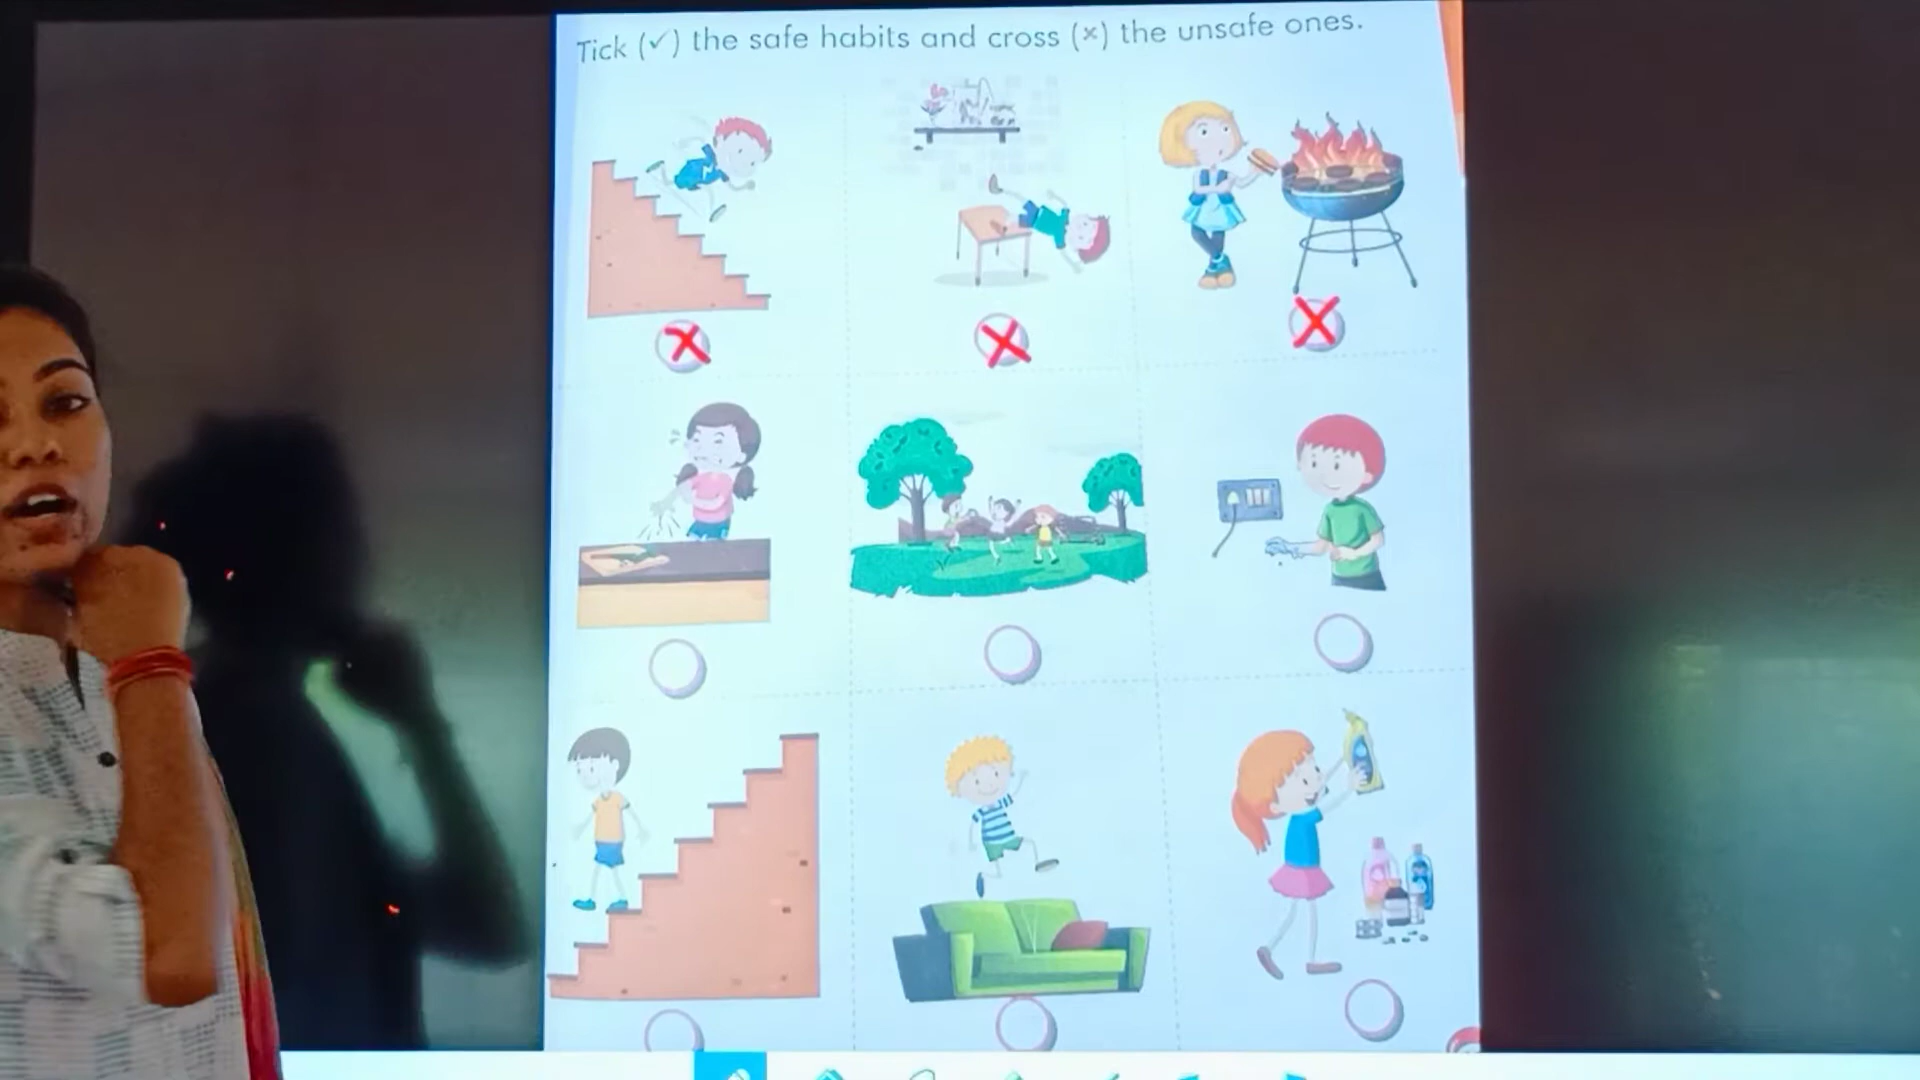 Tick (✓) the safe habits and cross (×) the unsafe ones.